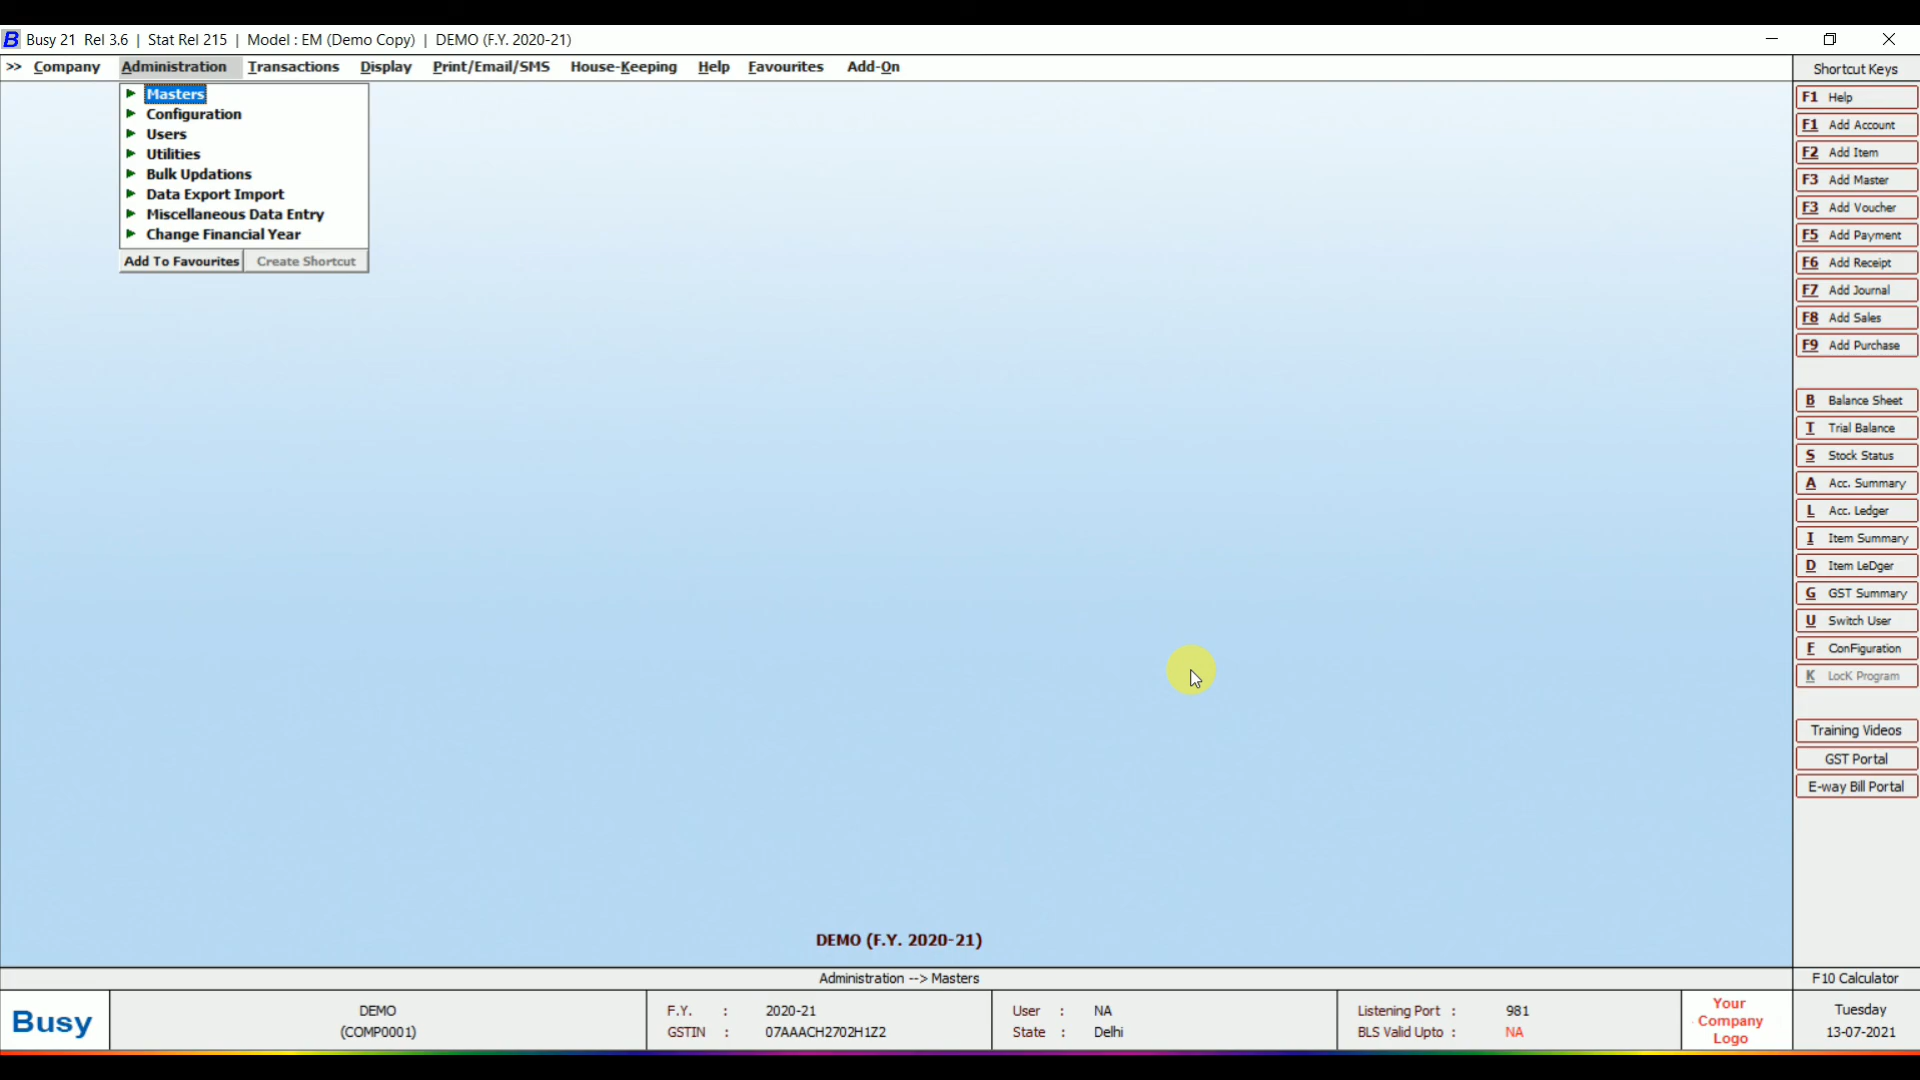 B Busy 21 Rel 3.6 | Stat Rel 215 | Model : EM (Demo Copy) | DEMO (F.Y. 2020-21)
>> Company Administration Transactions Display Print/Email/SMS House-Keeping Help Favourites Add-On
Masters
Configuration
Users
Utilities
Bulk Updations
Data Export Import
Miscellaneous Data Entry
Change Financial Year
Add To Favourites Create Shortcut
Shortcut Keys
F1 Help
F1 Add Account
F2 Add Item
F3 Add Master
F3 Add Voucher
F5 Add Payment
F6 Add Receipt
F7 Add Journal
F8 Add Sales
F9 Add Purchase
B Balance Sheet
T Trial Balance
S Stock Status
A Acc. Summary
L Acc. Ledger
I Item Summary
D Item LeDger
G GST Summary
U Switch User
F ConFiguration
K LocK Program
Training Videos
GST Portal
E-way Bill Portal
DEMO (F.Y. 2020-21)
Administration --> Masters
F10 Calculator
Busy
DEMO
(COMP0001)
F.Y. : 2020-21
GSTIN : 07AAACH2702H1Z2
User : NA
State : Delhi
Listening Port : 981
BLS Valid Upto : NA
Your
Company
Logo
Tuesday
13-07-2021